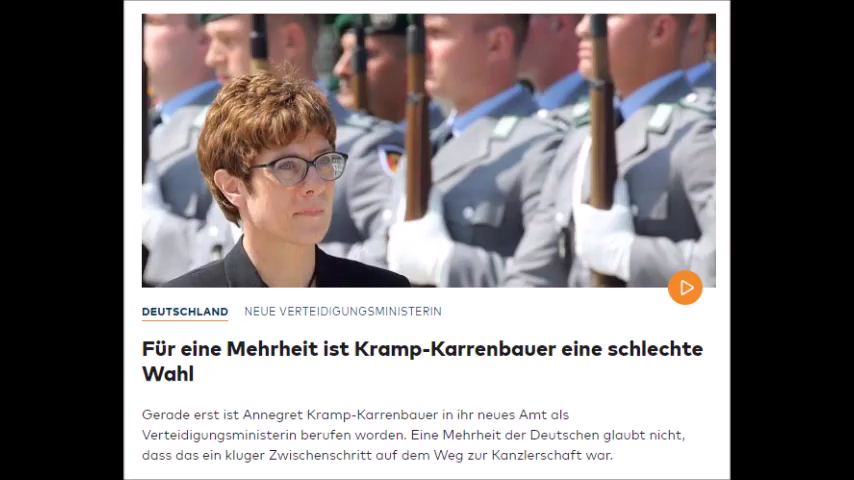 DEUTSCHLAND NEUE VERTEIDIGUNGSMINISTERIN
Für eine Mehrheit ist Kramp-Karrenbauer eine schlechte
Wahl
Gerade erst ist Annegret Kramp-Karrenbauer in ihr neues Amt als
Verteidigungsministerin berufen worden. Eine Mehrheit der Deutschen glaubt nicht,
dass das ein kluger Zwischenschritt auf dem Weg zur Kanzlerschaft war.